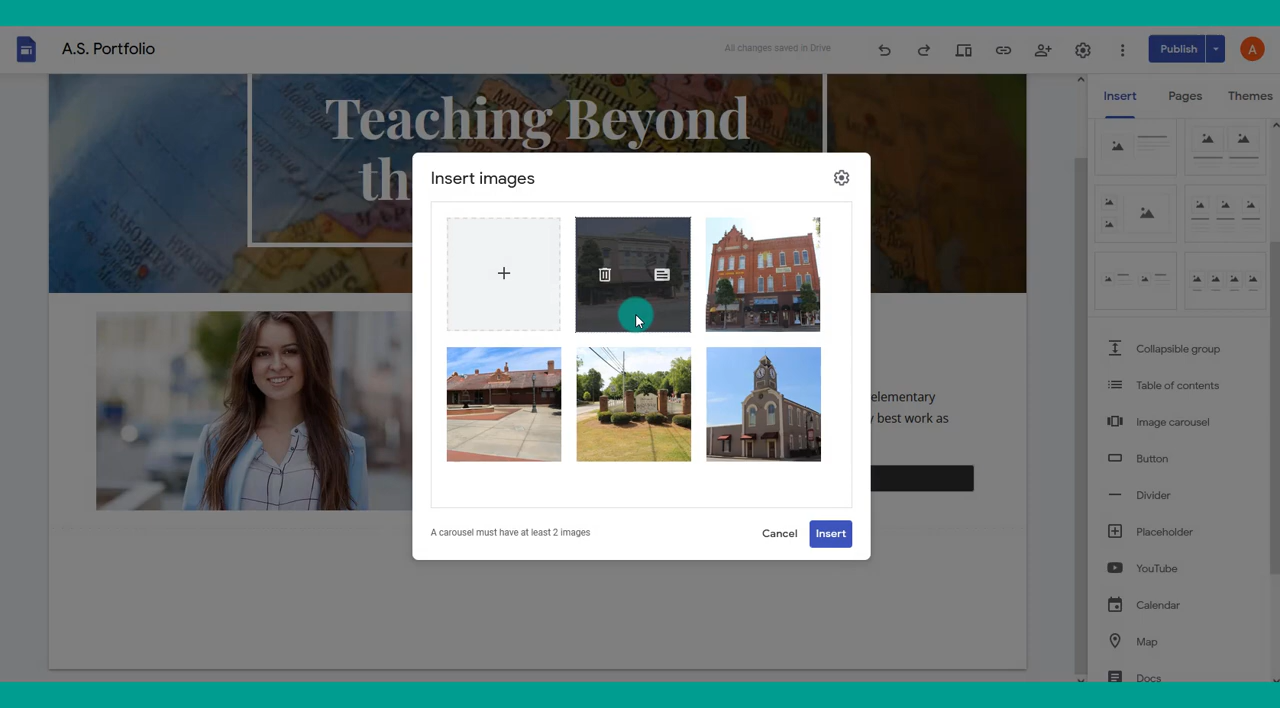 A.S. Portfolio
All changes saved in Drive
Publish
A
Insert Pages Themes
Teaching Beyond
th
Insert images
elementary
y best work as
A carousel must have at least 2 images
Cancel Insert
Collapsible group
Table of contents
Image carousel
Button
Divider
Placeholder
YouTube
Calendar
Map
Docs